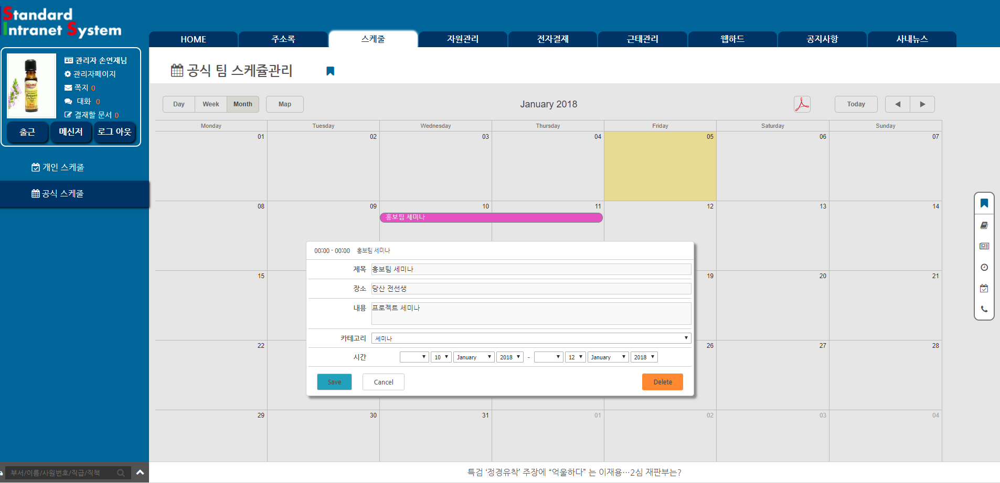 Standard
Intranet System
HOME 주소록 스케줄 자원관리 전자결재 근태관리 웹하드 공지사항 사내뉴스
관리자 손연재님
관리자페이지
쪽지 0
대화 0
결재할 문서 0
출근 메신저 로그 아웃
개인 스케줄
공식 스케줄
공식 팀 스케쥴관리
Day Week Month Map January 2018 Today
Monday Tuesday Wednesday Thursday Friday Saturday Sunday
01 02 03 04 05 06 07
08 09 10 11 12 13 14
홍보팀 세미나
15 19 20 21
22 26 27 28
29 30 31 01 02 03 04
00:00 - 00:00 홍보팀 세미나
제목 홍보팀 세미나
장소 당산 전선생
내용 프로젝트 세미나
카테고리 세미나
시간 10 January 2018 - 12 January 2018
Save Cancel Delete
부서/이름/사원번호/직급/직책
특검 ‘정경유착’ 주장에 “억울하다” 는 이재용…2심 재판부는?